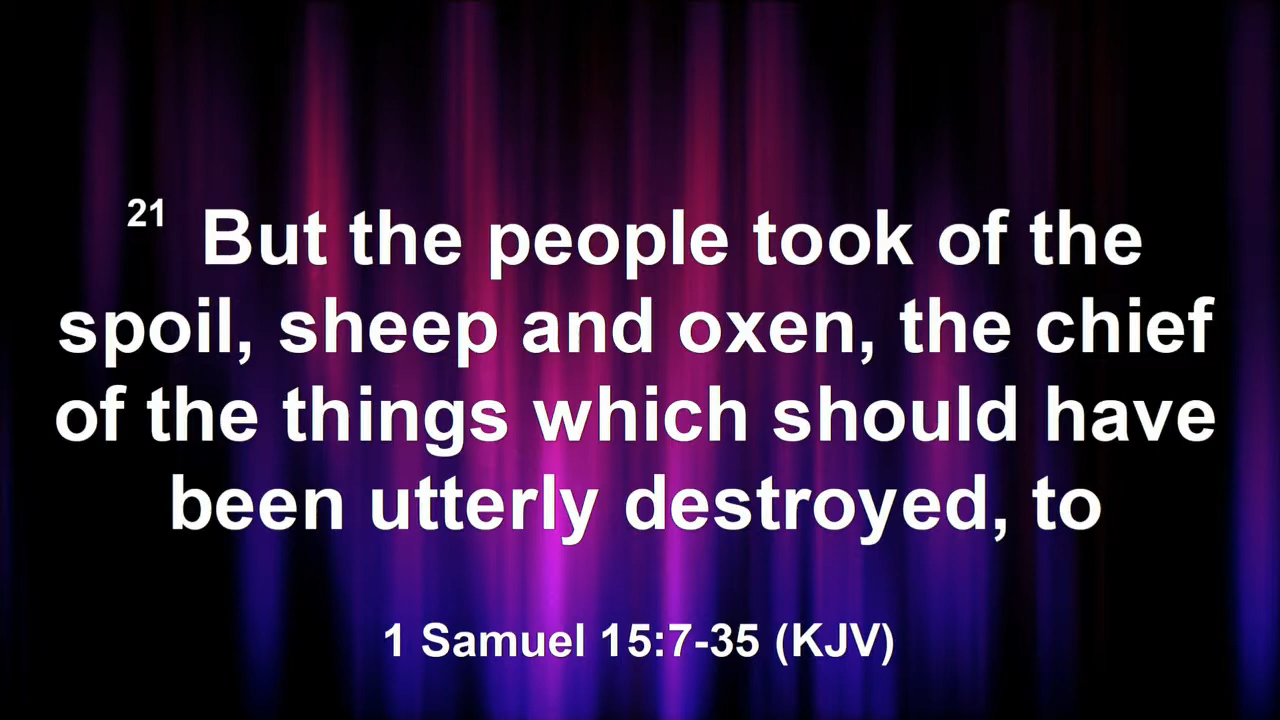 21 But the people took of the
spoil, sheep and oxen, the chief
of the things which should have
been utterly destroyed, to
1 Samuel 15:7-35 (KJV)